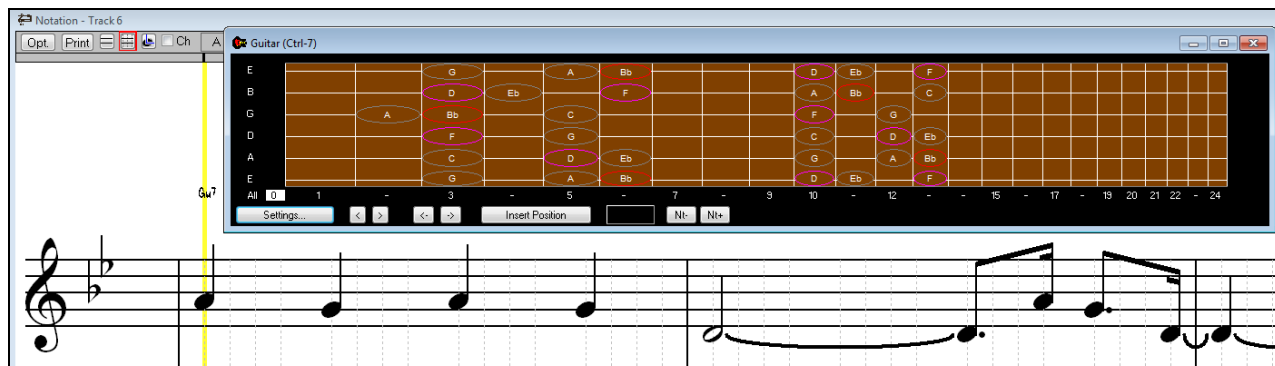 Notation - Track 6
Opt. Print Ch A
Guitar (Ctrl-7)
E G A Bb D Eb F
B D Eb F A Bb C
G A Bb C F G
D F G C D Eb
A C D Eb G A Bb
E G A Bb D Eb F
All 0 1 - 3 - 5 - 7 - 9 10 - 12 - - 15 - 17 - 19 20 21 22 - 24
Settings... < > <- -> Insert Position Nt- Nt+